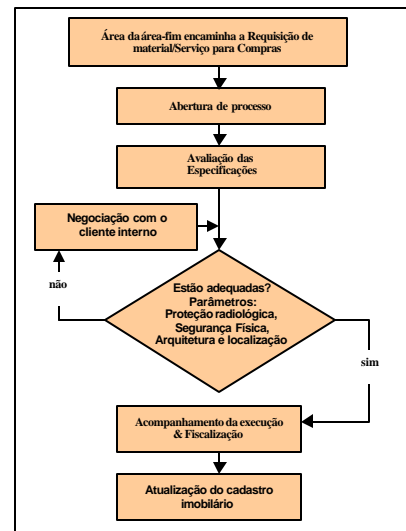 Área da área-fim encaminha a Requisição de
material/Serviço para Compras
Abertura de processo
Avaliação das
Especificações
Negociação com o
cliente interno
não
Estão adequadas?
Parâmetros:
Proteção radiológica,
Segurança Física,
Arquitetura e localização
sim
Acompanhamento da execução
& Fiscalização
Atualização do cadastro
imobiliário